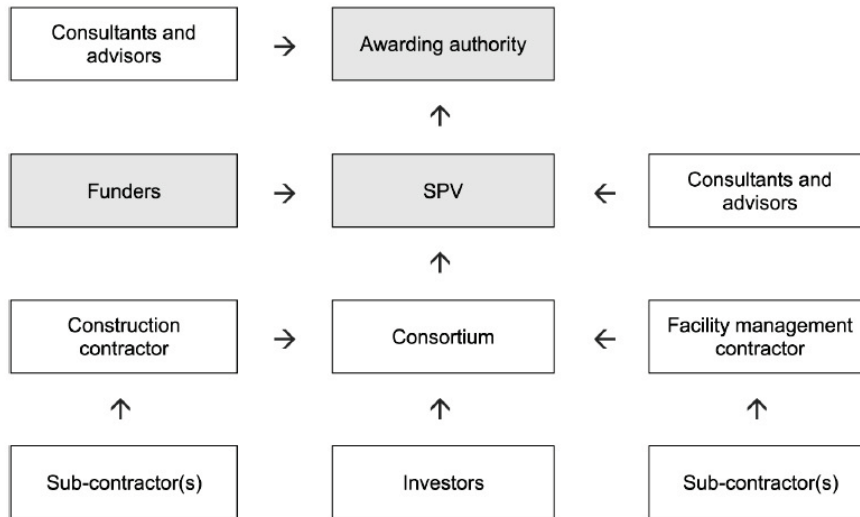 Consultants and
advisors
Awarding authority
Funders
SPV
Consultants and
advisors
Construction
contractor
Consortium
Facility management
contractor
Sub-contractor(s)
Investors
Sub-contractor(s)